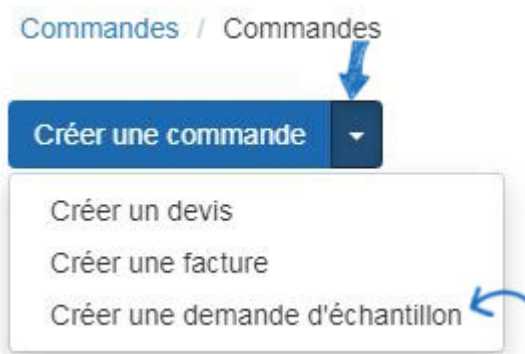 Commandes / Commandes
Créer une commande
Créer un devis
Créer une facture
Créer une demande d'échantillon